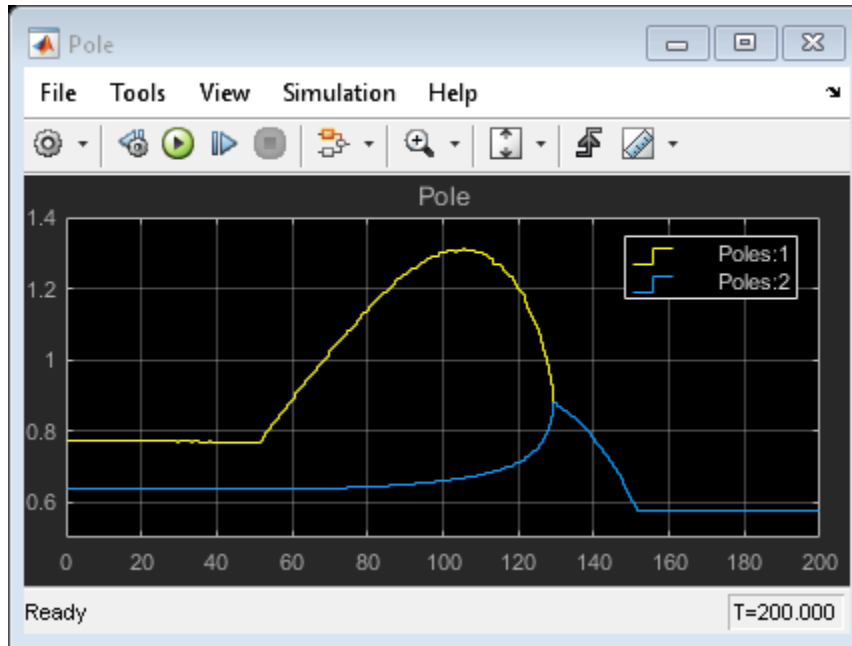 Pole
File Tools View Simulation Help
Pole
1.4
1.2
1
0.8
0.6
Poles:1
Poles:2
0 20 40 60 80 100 120 140 160 180 200
Ready T=200.000